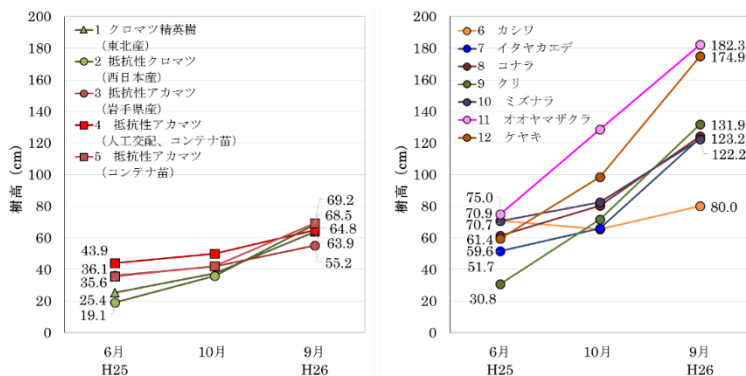 200
180
160
140
120
100
80
60
40
20
0
樹高（cm）
1 クロマツ精英樹
（東北産）
2 抵抗性クロマツ
（西日本産）
3 抵抗性アカマツ
（岩手県産）
4 抵抗性アカマツ
（人工交配、コンテナ苗）
5 抵抗性アカマツ
（コンテナ苗）
43.9
36.1
35.6
25.4
19.1
69.2
68.5
64.8
63.9
55.2
6月
H25
10月
9月
H26
200
180
160
140
120
100
80
60
40
20
0
樹高（cm）
6 カシワ
7 イタヤカエデ
8 コナラ
9 クリ
10 ミズナラ
11 オオヤマザクラ
12 ケヤキ
75.0
70.9
70.7
61.4
59.6
51.7
30.8
182.3
174.9
131.9
123.2
122.2
80.0
6月
H25
10月
9月
H26